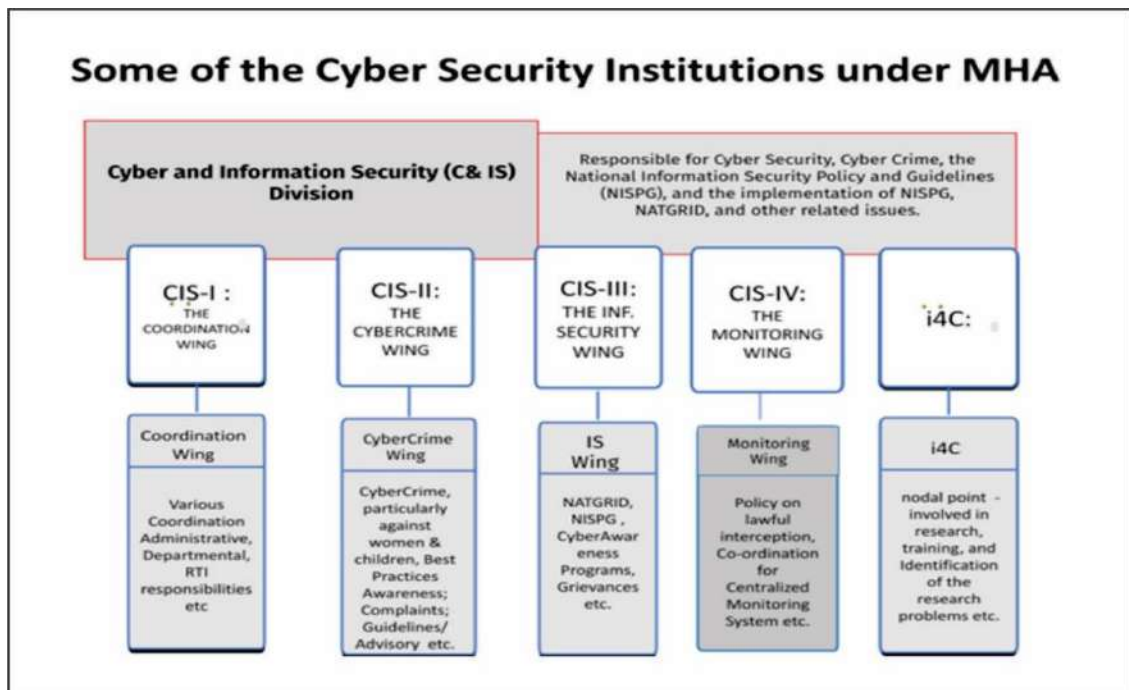 Some of the Cyber Security Institutions under MHA
Cyber and Information Security (C& IS)
Division
Responsible for Cyber Security, Cyber Crime, the
National Information Security Policy and Guidelines
(NISPG), and the implementation of NISPG,
NATGRID, and other related issues.
CIS-I :
THE
COORDINATION
WING
CIS-II:
THE
CYBERCRIME
WING
CIS-III:
THE INF.
SECURITY
WING
CIS-IV:
THE
MONITORING
WING
i4C:
Coordination
Wing
Various
Coordination
Administrative,
Departmental,
RTI
responsibilities
etc
CyberCrime
Wing
CyberCrime,
particularly
against
women &
children, Best
Practices
Awareness;
Complaints;
Guidelines/
Advisory etc.
IS
Wing
NATGRID,
NISPG ,
CyberAwar
eness
Programs,
Grievances
etc.
Monitoring
Wing
Policy on
lawful
interception,
Co-ordination
for
Centralized
Monitoring
System etc.
i4C
nodal point -
involved in
research,
training, and
Identification
of the
research
problems etc.